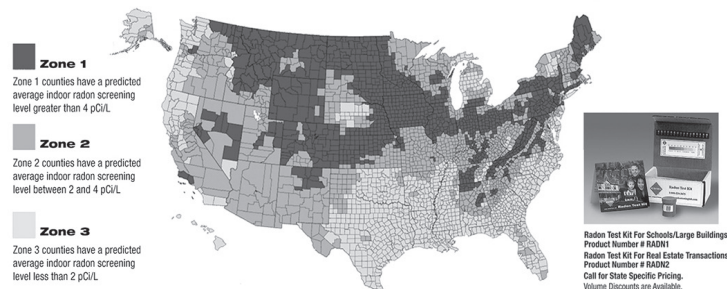 Zone 1
Zone 1 counties have a predicted
average indoor radon screening
level greater than 4 pCi/L
Zone 2
Zone 2 counties have a predicted
average indoor radon screening
level between 2 and 4 pCi/L
Zone 3
Zone 3 counties have a predicted
average indoor radon screening
level less than 2 pCi/L
Radon Test Kit
Radon Test Kit For Schools/Large Buildings
Product Number # RADN1
Radon Test Kit For Real Estate Transactions
Product Number # RADN2
Call for State Specific Pricing.
Volume Discounts are Available.